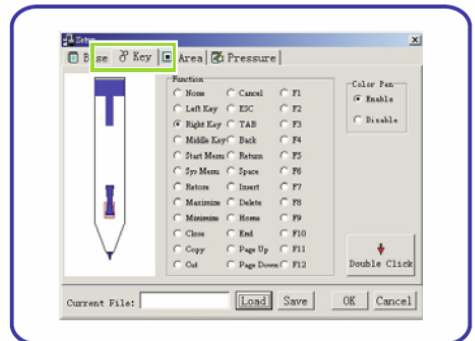 Setup
Base Key Area Pressure
Function
None Cancel F1
Left Key ESC F2
Right Key TAB F3
Middle Key Back F4
Start Menu Return F5
Sys Menu Space F6
Retore Insert F7
Maximize Delete F8
Minimize Home F9
Close End F10
Copy Page Up F11
Cut Page Down F12
Color Pen
Enable
Disable
Double Click
Current File: Load Save OK Cancel